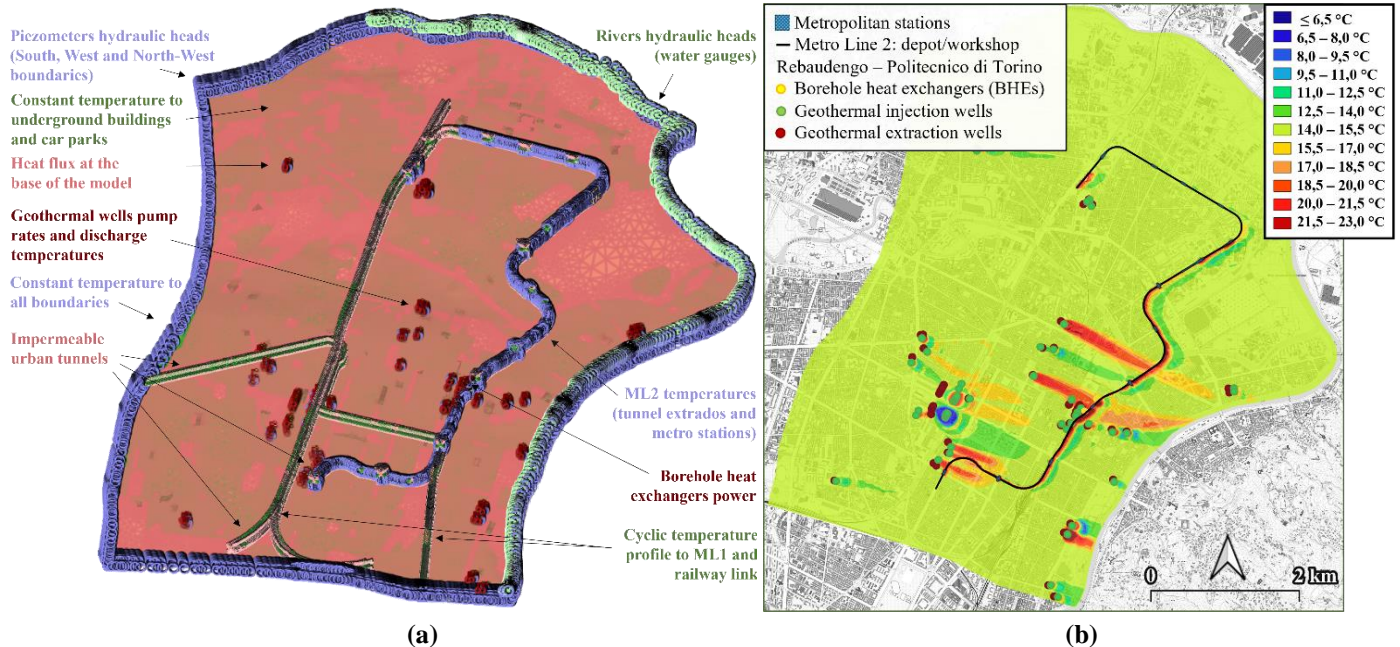 Piezometers hydraulic heads
(South, West and North-West
boundaries)
Constant temperature to
underground buildings
and car parks
Heat flux at the
base of the model
Geothermal wells pump
rates and discharge
temperatures
Constant temperature to
all boundaries
Impermeable
urban tunnels
Rivers hydraulic heads
(water gauges)
ML2 temperatures
(tunnel extrados and
metro stations)
Borehole heat
exchangers power
Cyclic temperature
profile to ML1 and
railway link
(a)
Metropolitan stations
Metro Line 2: depot/workshop
Rebaudengo – Politecnico di Torino
Borehole heat exchangers (BHEs)
Geothermal injection wells
Geothermal extraction wells
≤ 6,5 °C
6,5 – 8,0 °C
8,0 – 9,5 °C
9,5 – 11,0 °C
11,0 – 12,5 °C
12,5 – 14,0 °C
14,0 – 15,5 °C
15,5 – 17,0 °C
17,0 – 18,5 °C
18,5 – 20,0 °C
20,0 – 21,5 °C
21,5 – 23,0 °C
0 2 km
(b)